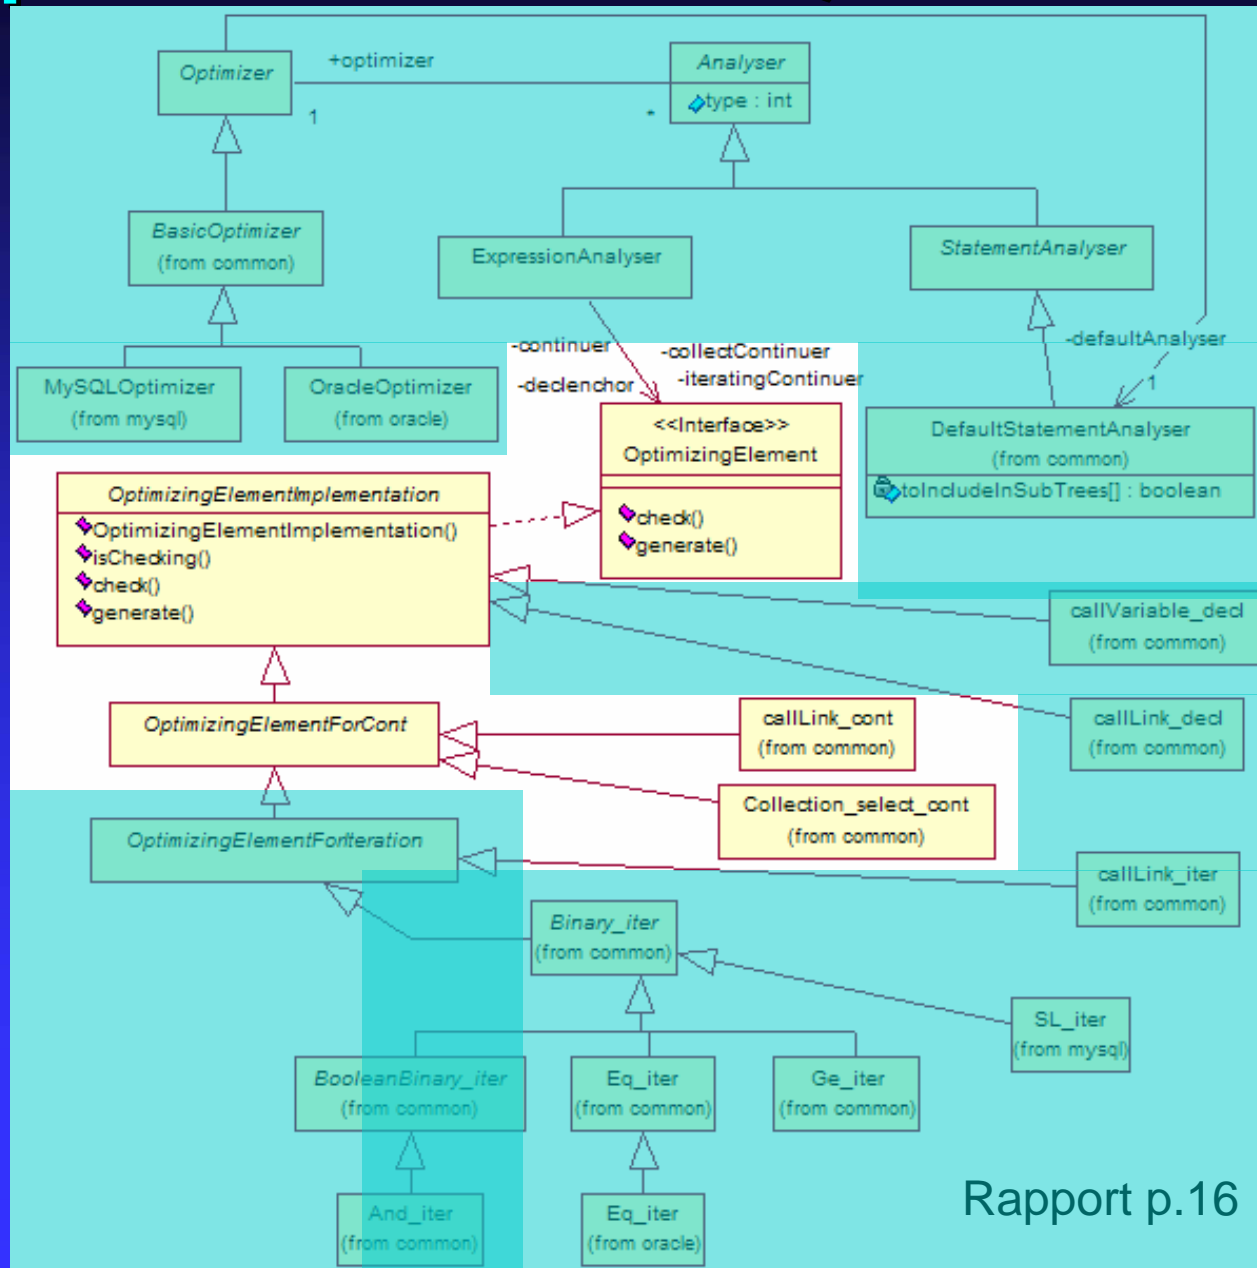 Optimizer
+optimizer
1
*
Analyser
type : int
BasicOptimizer
(from common)
ExpressionAnalyser
StatementAnalyser
-continuer
-declenchor
-collectContinuer
-iteratingContinuer
-defaultAnalyser
1
MySQLOptimizer
(from mysql)
OracleOptimizer
(from oracle)
<<Interface>>
OptimizingElement
check()
generate()
DefaultStatementAnalyser
(from common)
toIncludeInSubTrees[] : boolean
OptimizingElementImplementation
OptimizingElementImplementation()
isChecking()
check()
generate()
callVariable_decl
(from common)
OptimizingElementForCont
callLink_cont
(from common)
callLink_decl
(from common)
Collection_select_cont
(from common)
OptimizingElementForIteration
callLink_iter
(from common)
Binary_iter
(from common)
SL_iter
(from mysql)
BooleanBinary_iter
(from common)
Eq_iter
(from common)
Ge_iter
(from common)
And_iter
(from common)
Eq_iter
(from oracle)
Rapport p.16